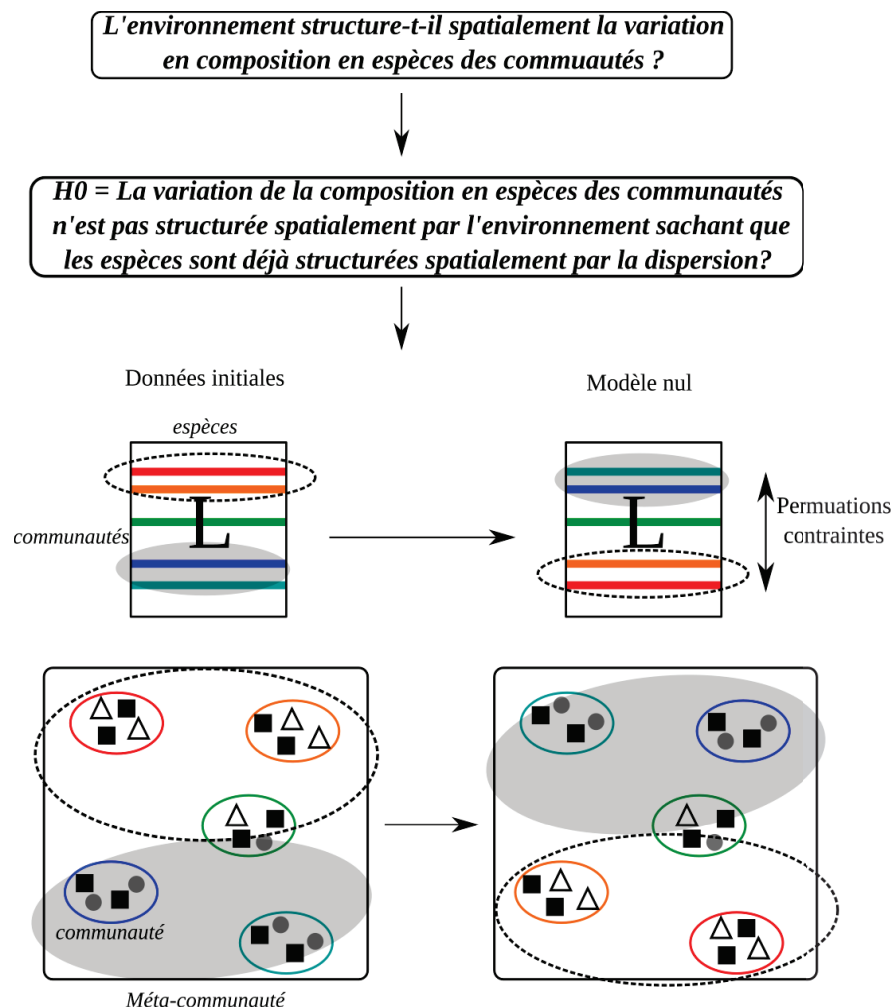 L'environnement structure-t-il spatialement la variation
en composition en espèces des commuautés ?
H0 = La variation de la composition en espèces des communautés
n'est pas structurée spatialement par l'environnement sachant que
les espèces sont déjà structurées spatialement par la dispersion?
Données initiales
Modèle nul
espèces
communautés
L
L
Permuations
contraintes
communauté
Méta-communauté